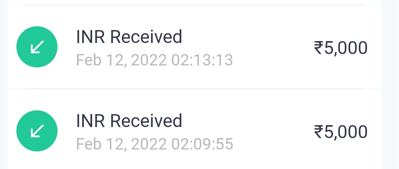 INR Received
₹5,000
Feb 12, 2022 02:13:13
INR Received
₹5,000
Feb 12, 2022 02:09:55